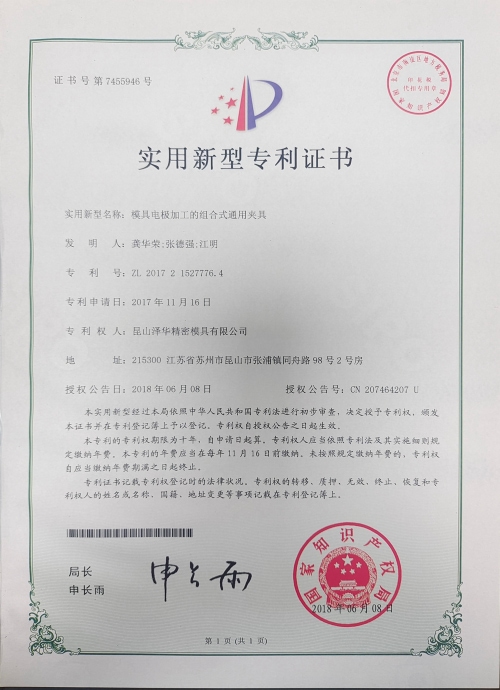 证书号第7455946号
印花税
代扣专用章
国家知识产权局
实用新型专利证书
实用新型名称：模具电极加工的组合式通用夹具
发明人：龚华荣;张德强;江明
专利号：ZL 2017 2 1527776.4
专利申请日：2017年11月16日
专利权人：昆山泽华精密模具有限公司
地址：215300 江苏省苏州市昆山市张浦镇同舟路98号2号房
授权公告日：2018年06月08日 授权公告号：CN 207464207 U
本实用新型经过本局依照中华人民共和国专利法进行初步审查，决定授予专利权，颁发
本证书并在专利登记簿上予以登记，专利权自授权公告之日起生效。
本专利的专利权期限为十年，自申请日起算。专利权人应当依照专利法及其实施细则规
定缴纳年费。本专利的年费应当在每年11月16日前缴纳。未按照规定缴纳年费的，专利权
自应当缴纳年费期满之日起终止。
专利证书记载专利权登记时的法律状况。专利权的转移、质押、无效、终止、恢复和专
利权人的姓名或名称、国籍、地址变更等事项记载在专利登记簿上。
局长
申长雨
申长雨
国家知识产权局
2018年06月08日
第1页(共1页)